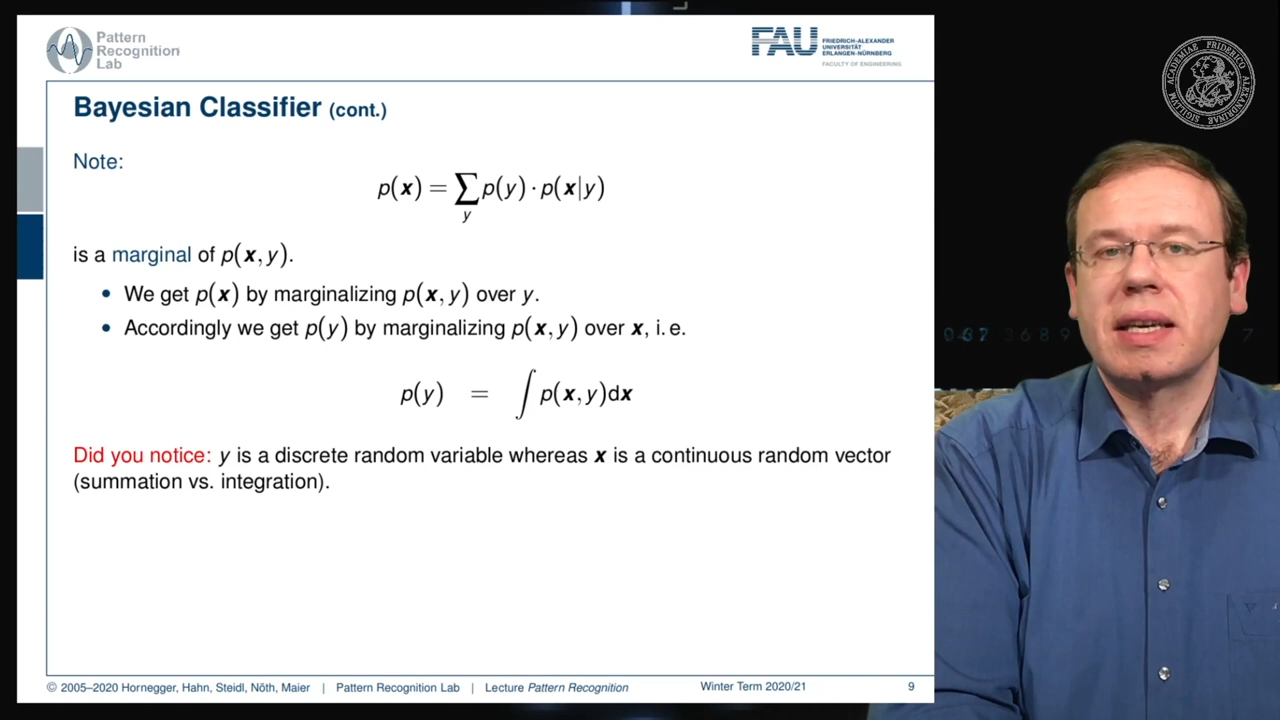 Pattern
Recognition
Lab
FAU
FRIEDRICH-ALEXANDER
UNIVERSITÄT
ERLANGEN-NÜRNBERG
FACULTY OF ENGINEERING
Bayesian Classifier (cont.)
Note:
p(x) = ∑ p(y) · p(x|y)
y
is a marginal of p(x, y).
• We get p(x) by marginalizing p(x, y) over y.
• Accordingly we get p(y) by marginalizing p(x, y) over x, i. e.
p(y) = ∫ p(x, y)dx
Did you notice: y is a discrete random variable whereas x is a continuous random vector
(summation vs. integration).
© 2005–2020 Hornegger, Hahn, Steidl, Nöth, Maier | Pattern Recognition Lab | Lecture Pattern Recognition Winter Term 2020/21 9